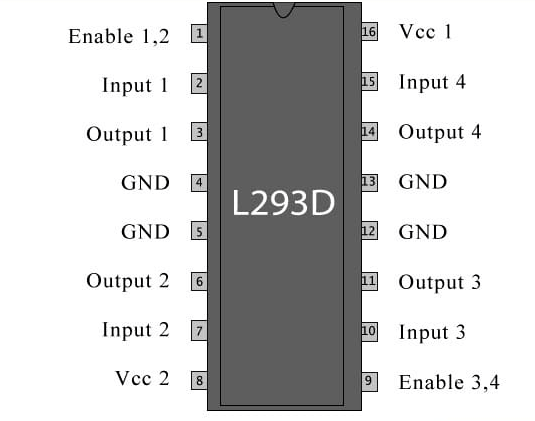 Enable 1,2 1 16 Vcc 1
Input 1 2 15 Input 4
Output 1 3 14 Output 4
GND 4 13 GND
L293D
GND 5 12 GND
Output 2 6 11 Output 3
Input 2 7 10 Input 3
Vcc 2 8 9 Enable 3,4